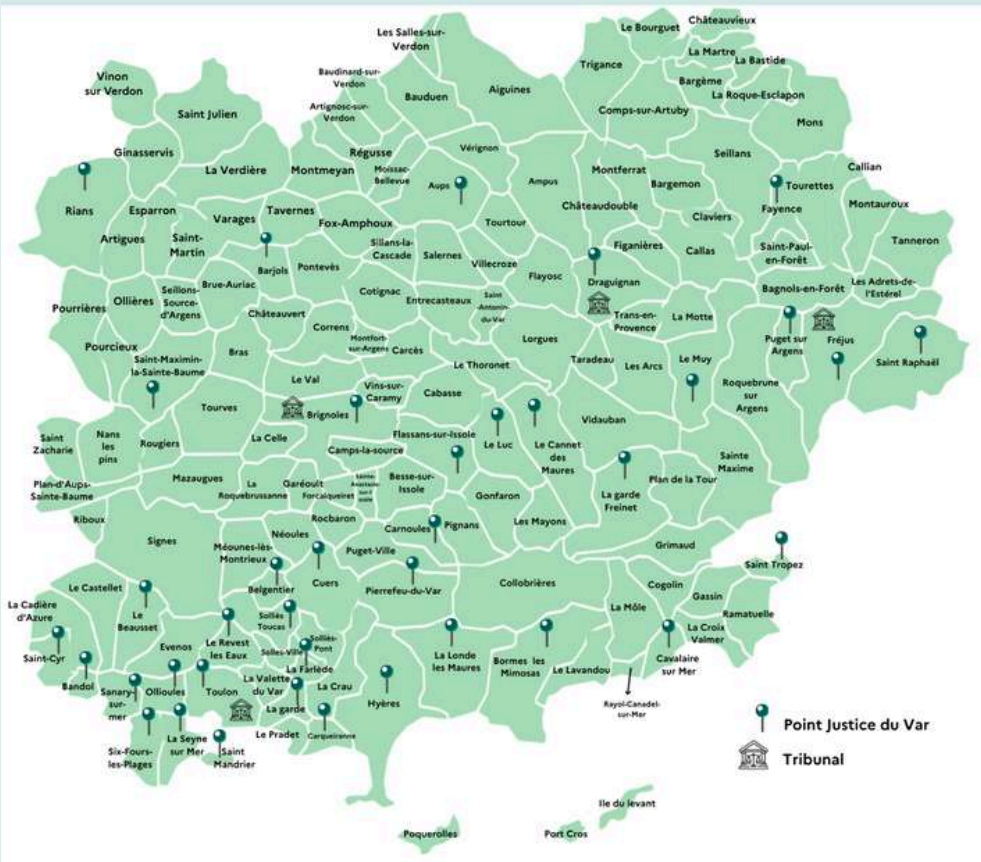 Les Salles-sur-
Verdon
Le Bourguet
Châteauvieux
La Martre
La Bastide
Trigance
Bargème
La Roque-Esclapon
Vinon
sur Verdon
Baudinard-sur-
Verdon
Bauduen
Aiguines
Artignosc-sur-
Verdon
Comps-sur-Artuby
Mons
Saint Julien
Ginasservis
Régusse
Vérignon
Seillans
La Verdière
Montmeyan
Moissac-
Bellevue
Aups
Ampus
Montferrat
Bargemon
Callian
Tourettes
Rians
Esparron
Varages
Tavernes
Fox-Amphoux
Tourtour
Châteaudouble
Claviers
Fayence
Montauroux
Artigues
Saint-
Martin
Barjols
Pontevès
Sillans-la-
Cascade
Salernes
Villecroze
Flayosc
Figanières
Callas
Saint-Paul-
en-Forêt
Tanneron
Pourrières
Ollières
Seillons-
Source-
d'Argens
Brue-Auriac
Châteauvert
Cotignac
Entrecasteaux
Saint
-Antonin-
du-Var
Draguignan
Bagnols-en-Forêt
Les Adrets-de-
l'Estérel
Correns
Trans-en-
Provence
La Motte
Pourcieux
Saint-Maximin-
la-Sainte-Baume
Bras
Montfort-
sur-Argens
Carcès
Lorgues
Puget sur
Argens
Fréjus
Saint Raphaël
Le Thoronet
Taradeau
Les Arcs
Le Muy
Le Val
Vins-sur-
Caramy
Cabasse
Roquebrune
sur
Argens
Tourves
Brignoles
Vidauban
Saint
Zacharie
Nans
les
pins
Rougiers
La Celle
Flassans-sur-Issole
Le Luc
Le Cannet
des
Maures
Camps-la-source
Sainte
Maxime
Plan-d'Aups-
Sainte-Baume
Mazaugues
La
Roquebrussanne
Garéoult
Forcalqueiret
Besse-sur-
Issole
Gonfaron
La garde
Freinet
Plan de la Tour
Riboux
Rocbaron
Carnoules
Pignans
Les Mayons
Signes
Néoules
Méounes-lès-
Montrieux
Puget-Ville
Grimaud
Saint Tropez
Le Castellet
Belgentier
Cuers
Pierrefeu-du-Var
Collobrières
Cogolin
Gassin
La Cadière
d'Azure
Le
Beausset
Solliès
Toucas
La Môle
Ramatuelle
La Croix
Valmer
Saint-Cyr
Evenos
Le Revest
les Eaux
Solliès-Ville
Solliès-
Pont
La Londe
les Maures
Bormes les
Mimosas
Le Lavandou
Cavalaire
sur Mer
Bandol
Sanary-
sur-
mer
Ollioules
Toulon
La Valette
du Var
La Farlède
La Crau
Hyères
Rayol-Canadel-
sur-Mer
La garde
Le Pradet
Carqueiranne
Six-Fours-
les-Plages
La Seyne
sur Mer
Saint
Mandrier
Point Justice du Var
Tribunal
Ile du levant
Poquerolles
Port Cros